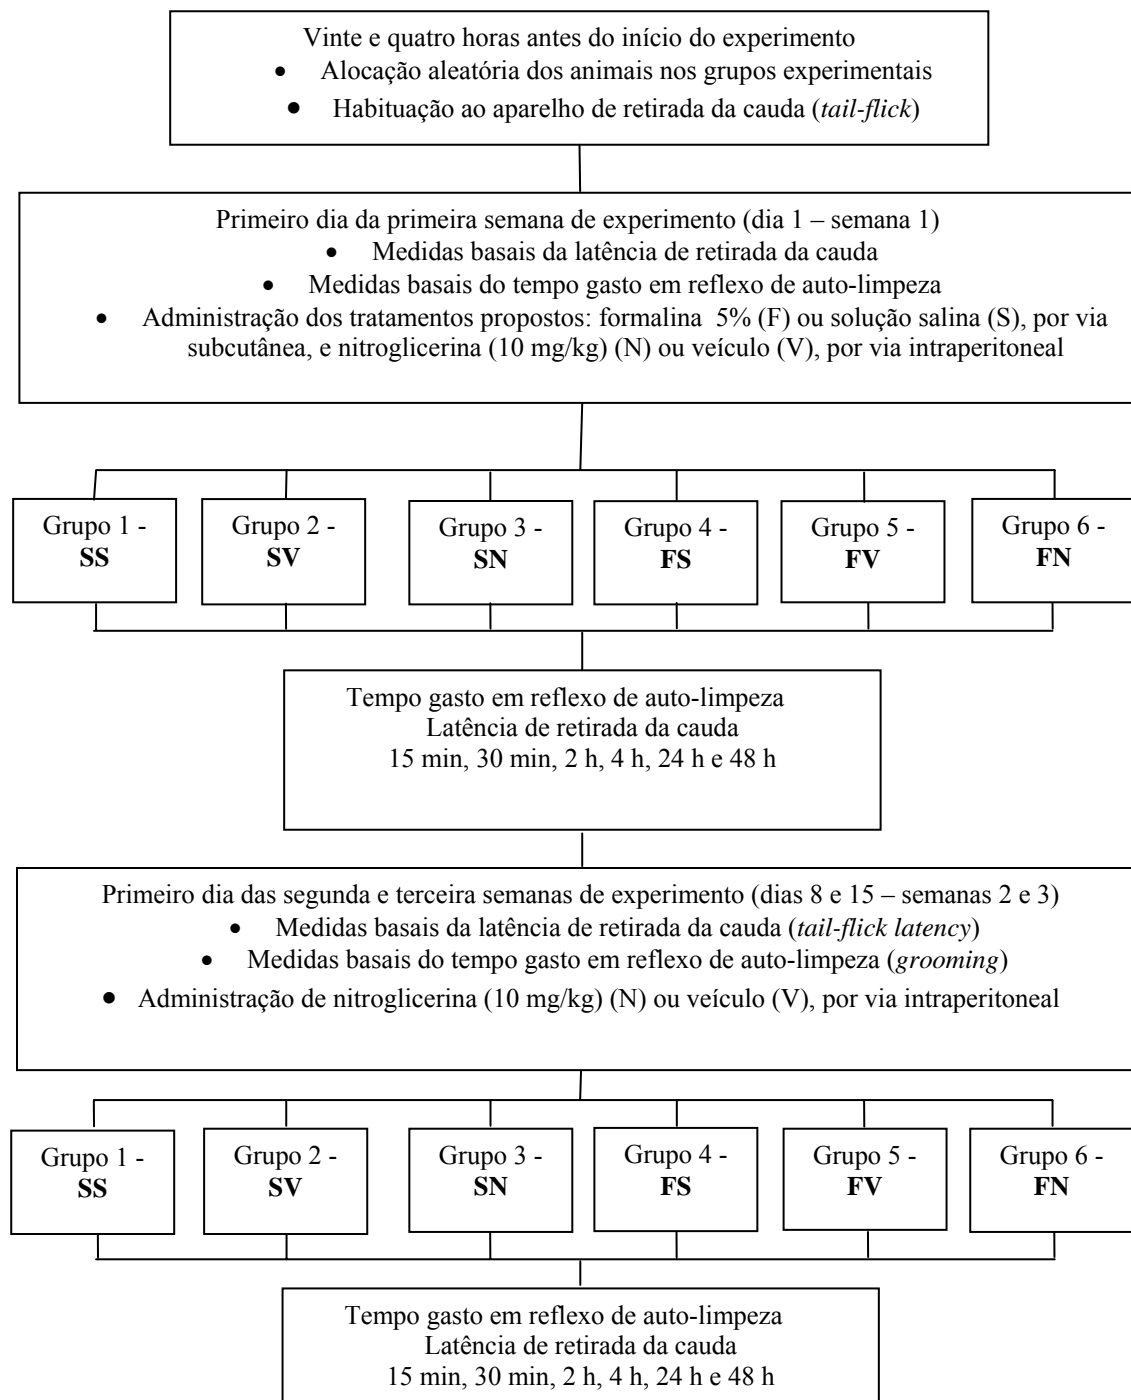 Vinte e quatro horas antes do início do experimento
• Alocação aleatória dos animais nos grupos experimentais
• Habituação ao aparelho de retirada da cauda (tail-flick)
Primeiro dia da primeira semana de experimento (dia 1 – semana 1)
• Medidas basais da latência de retirada da cauda
• Medidas basais do tempo gasto em reflexo de auto-limpeza
• Administração dos tratamentos propostos: formalina 5% (F) ou solução salina (S), por via
subcutânea, e nitroglicerina (10 mg/kg) (N) ou veículo (V), por via intraperitoneal
Grupo 1 -
SS
Grupo 2 -
SV
Grupo 3 -
SN
Grupo 4 -
FS
Grupo 5 -
FV
Grupo 6 -
FN
Tempo gasto em reflexo de auto-limpeza
Latência de retirada da cauda
15 min, 30 min, 2 h, 4 h, 24 h e 48 h
Primeiro dia das segunda e terceira semanas de experimento (dias 8 e 15 – semanas 2 e 3)
• Medidas basais da latência de retirada da cauda (tail-flick latency)
• Medidas basais do tempo gasto em reflexo de auto-limpeza (grooming)
• Administração de nitroglicerina (10 mg/kg) (N) ou veículo (V), por via intraperitoneal
Grupo 1 -
SS
Grupo 2 -
SV
Grupo 3 -
SN
Grupo 4 -
FS
Grupo 5 -
FV
Grupo 6 -
FN
Tempo gasto em reflexo de auto-limpeza
Latência de retirada da cauda
15 min, 30 min, 2 h, 4 h, 24 h e 48 h